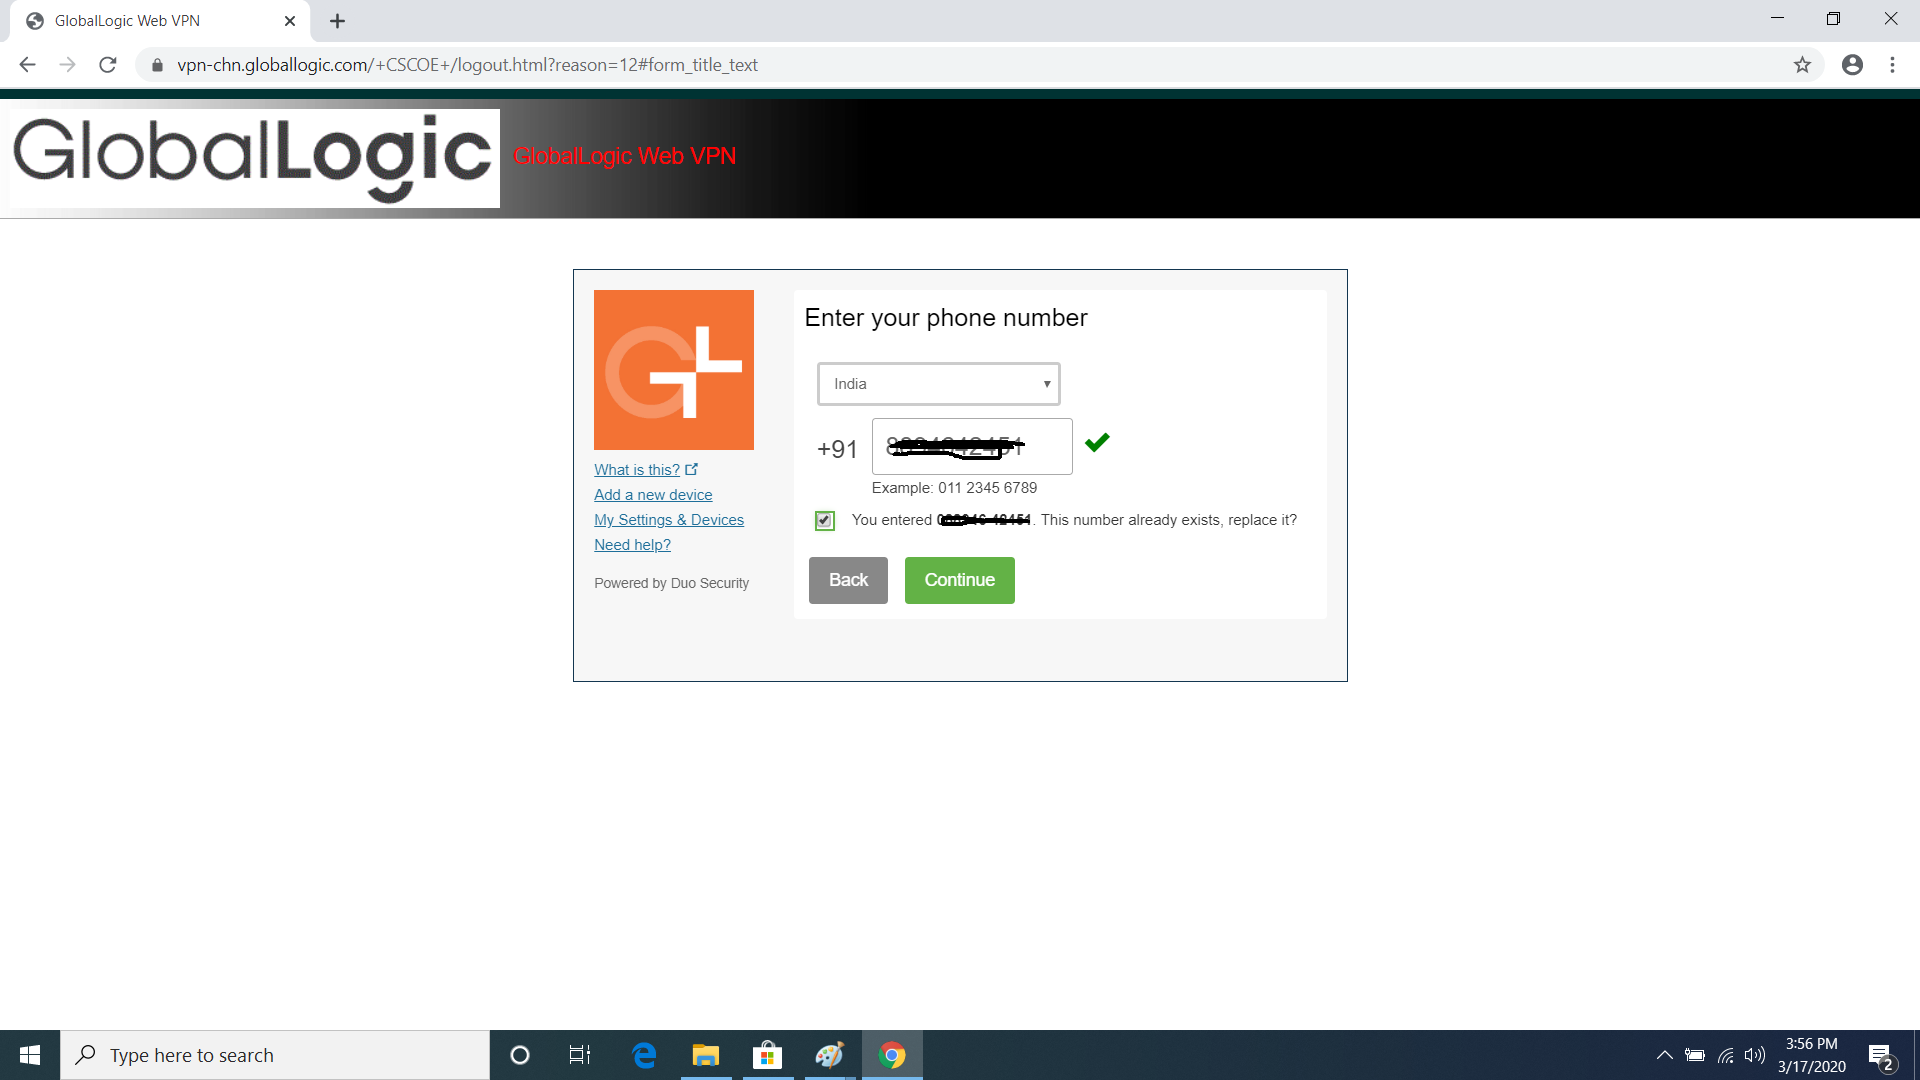 GlobalLogic Web VPN
vpn-chn.globallogic.com/+CSCOE+/logout.html?reason=12#form_title_text
GlobalLogic
GlobalLogic Web VPN
Enter your phone number
India
+91
Example: 011 2345 6789
You entered . This number already exists, replace it?
Back
Continue
What is this?
Add a new device
My Settings & Devices
Need help?
Powered by Duo Security
Type here to search
3:56 PM
3/17/2020
2